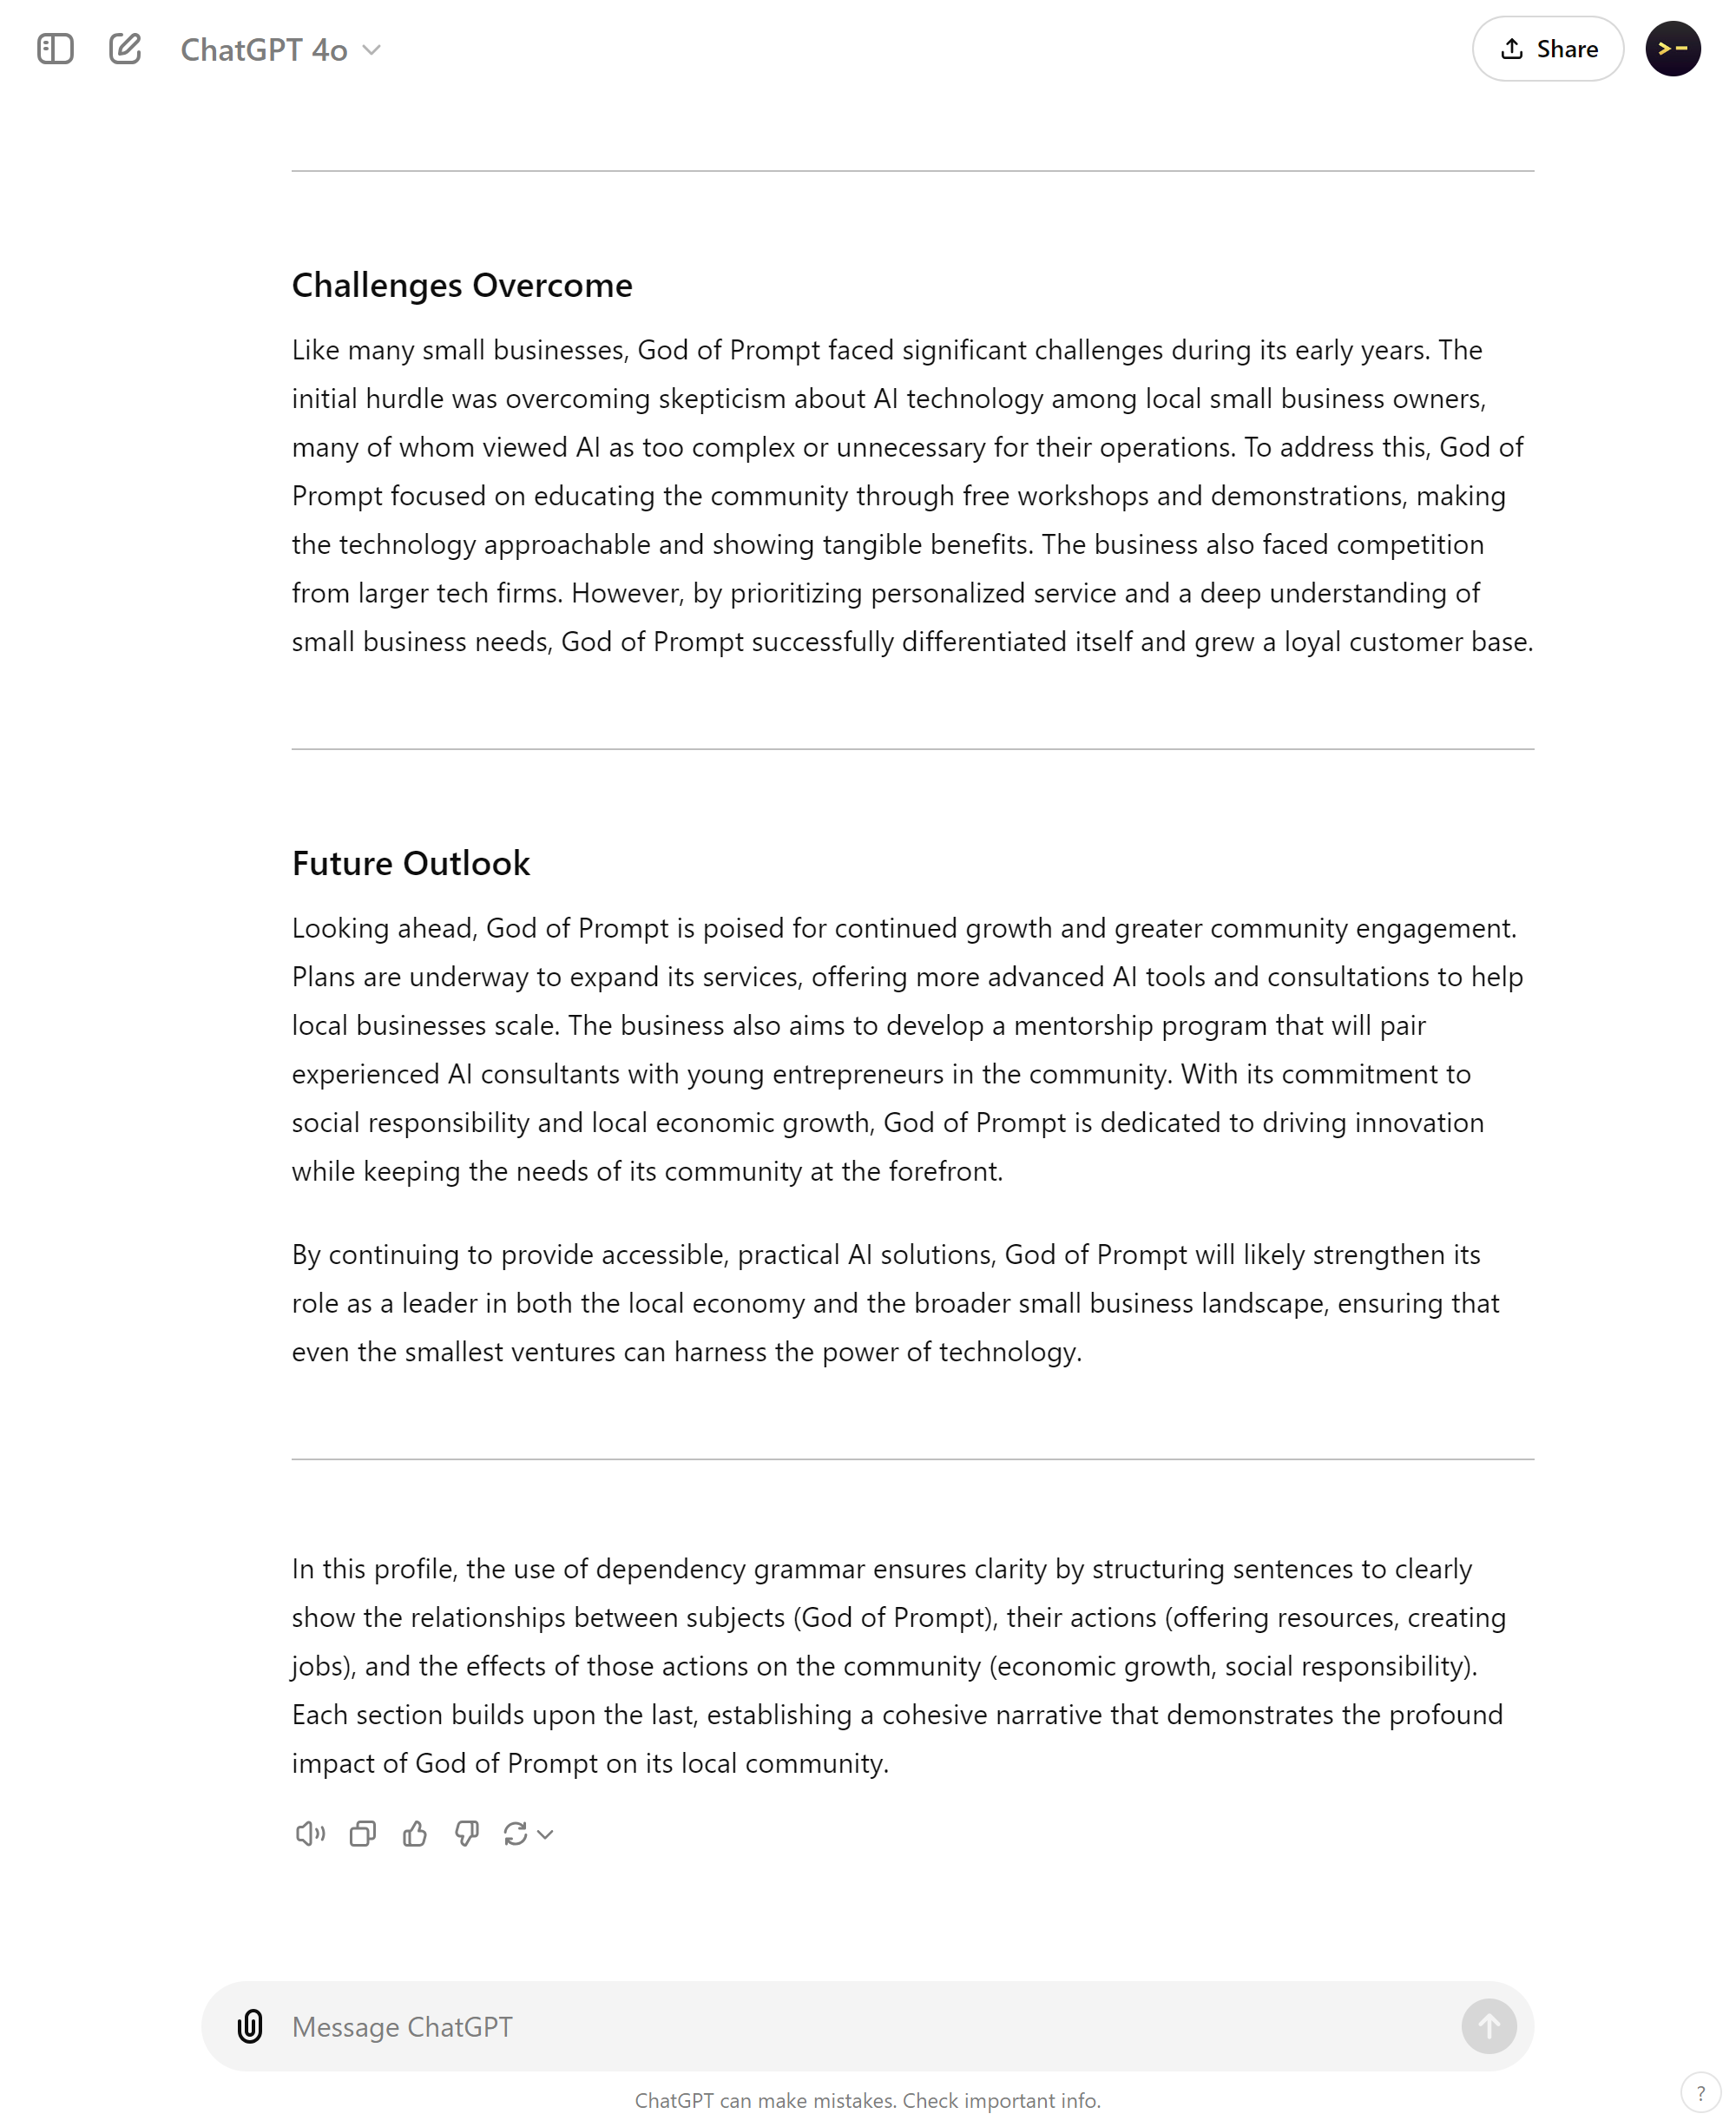 ChatGPT 4o
Share
Challenges Overcome
Like many small businesses, God of Prompt faced significant challenges during its early years. The
initial hurdle was overcoming skepticism about AI technology among local small business owners,
many of whom viewed AI as too complex or unnecessary for their operations. To address this, God of
Prompt focused on educating the community through free workshops and demonstrations, making
the technology approachable and showing tangible benefits. The business also faced competition
from larger tech firms. However, by prioritizing personalized service and a deep understanding of
small business needs, God of Prompt successfully differentiated itself and grew a loyal customer base.
Future Outlook
Looking ahead, God of Prompt is poised for continued growth and greater community engagement.
Plans are underway to expand its services, offering more advanced AI tools and consultations to help
local businesses scale. The business also aims to develop a mentorship program that will pair
experienced AI consultants with young entrepreneurs in the community. With its commitment to
social responsibility and local economic growth, God of Prompt is dedicated to driving innovation
while keeping the needs of its community at the forefront.
By continuing to provide accessible, practical AI solutions, God of Prompt will likely strengthen its
role as a leader in both the local economy and the broader small business landscape, ensuring that
even the smallest ventures can harness the power of technology.
In this profile, the use of dependency grammar ensures clarity by structuring sentences to clearly
show the relationships between subjects (God of Prompt), their actions (offering resources, creating
jobs), and the effects of those actions on the community (economic growth, social responsibility).
Each section builds upon the last, establishing a cohesive narrative that demonstrates the profound
impact of God of Prompt on its local community.
Message ChatGPT
ChatGPT can make mistakes. Check important info.
?